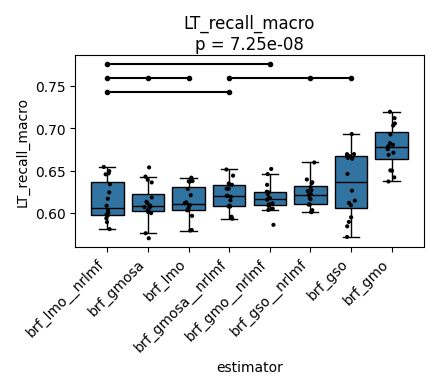 LT_recall_macro
p = 7.25e-08
LT_recall_macro
0.75
0.70
0.65
0.60
brf_lmo__nrlmf
brf_gmosa
brf_lmo
brf_gmosa__nrlmf
brf_gmo__nrlmf
brf_gso__nrlmf
brf_gso
brf_gmo
estimator